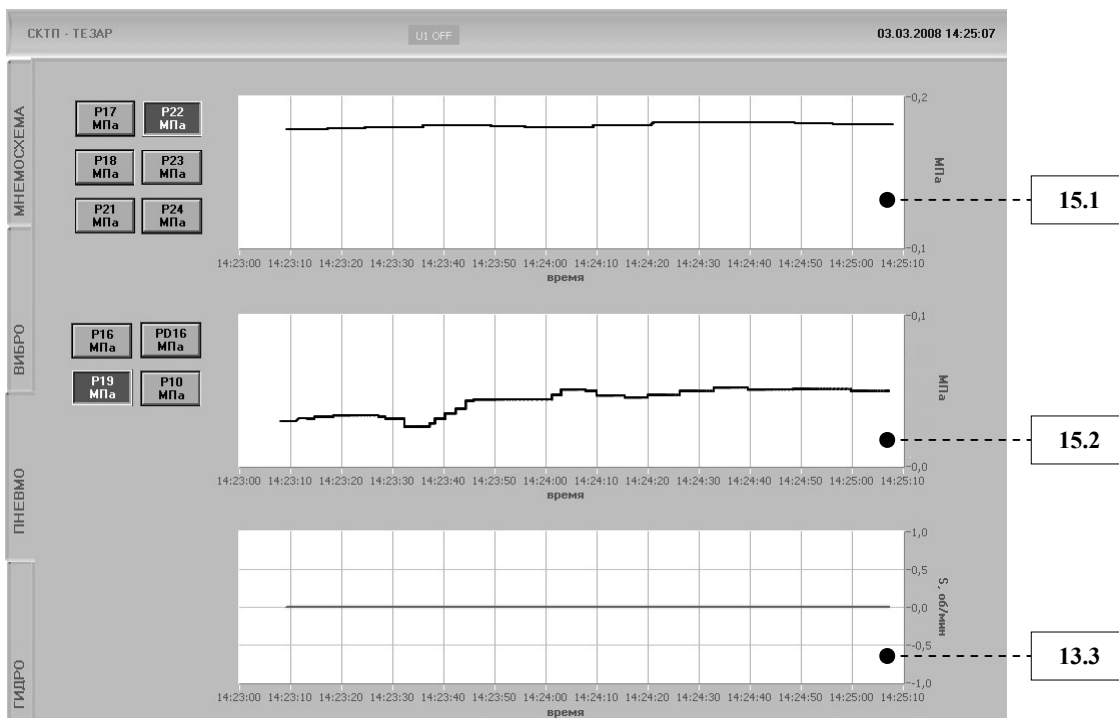 СКТП - ТЕЗАР
U1 OFF
03.03.2008 14:25:07
МНЕМОСХЕМА
ВИБРО
ПНЕВМО
ГИДРО
P17
МПа
P22
МПа
P18
МПа
P23
МПа
P21
МПа
P24
МПа
0,2
МПа
0,1
14:23:00 14:23:10 14:23:20 14:23:30 14:23:40 14:23:50 14:24:00 14:24:10 14:24:20 14:24:30 14:24:40 14:24:50 14:25:00 14:25:10
время
15.1
P16
МПа
PD16
МПа
P19
МПа
P10
МПа
0,1
МПа
0,0
14:23:00 14:23:10 14:23:20 14:23:30 14:23:40 14:23:50 14:24:00 14:24:10 14:24:20 14:24:30 14:24:40 14:24:50 14:25:00 14:25:10
время
15.2
1,0
0,5
0,0
-0,5
-1,0
S, об/мин
14:23:00 14:23:10 14:23:20 14:23:30 14:23:40 14:23:50 14:24:00 14:24:10 14:24:20 14:24:30 14:24:40 14:24:50 14:25:00 14:25:10
время
13.3